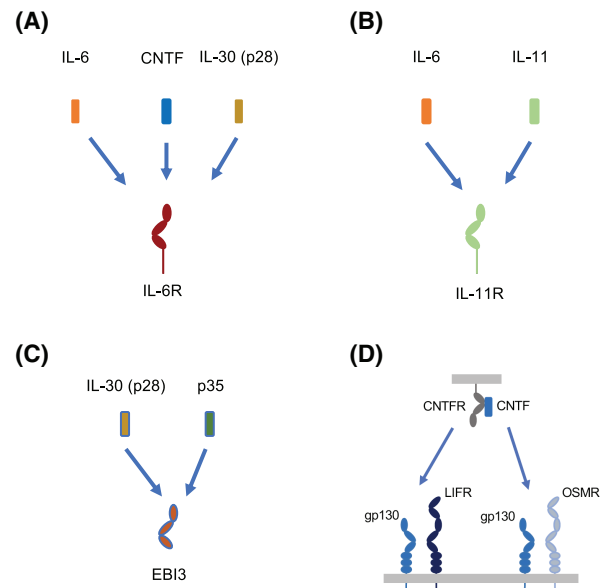 (A)
IL-6 CNTF IL-30 (p28)
IL-6R
(B)
IL-6 IL-11
IL-11R
(C)
IL-30 (p28) p35
EBI3
(D)
CNTFR CNTF
LIFR OSMR
gp130 gp130